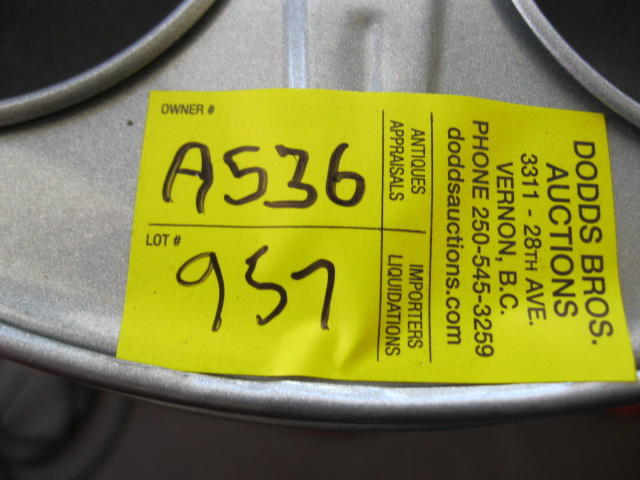 OWNER #
A536
LOT #
957
ANTIQUES
APPRAISALS
IMPORTERS
LIQUIDATIONS
DODDS BROS.
AUCTIONS
3311 - 28TH AVE.
VERNON, B.C.
PHONE 250-545-3259
doddsauctions.com